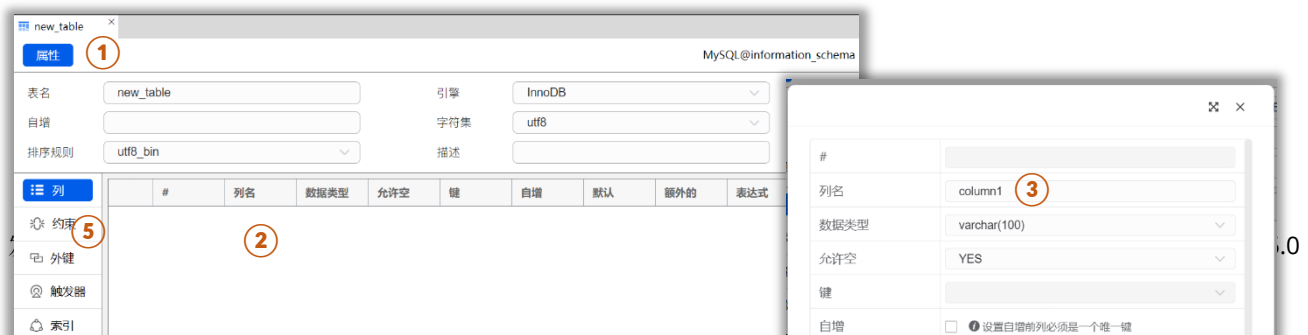 new_table ×
属性 ① MySQL@information_schema
表名 new_table 引擎 InnoDB
自增 字符集 utf8
排序规则 utf8_bin 描述
列 # 列名 数据类型 允许空 键 自增 默认 额外的 表达式
约束 ⑤
②
外键
触发器
索引
#
列名 column1 ③
数据类型 varchar(100)
允许空 YES
键
自增 设置自增前列必须是一个唯一键
.0